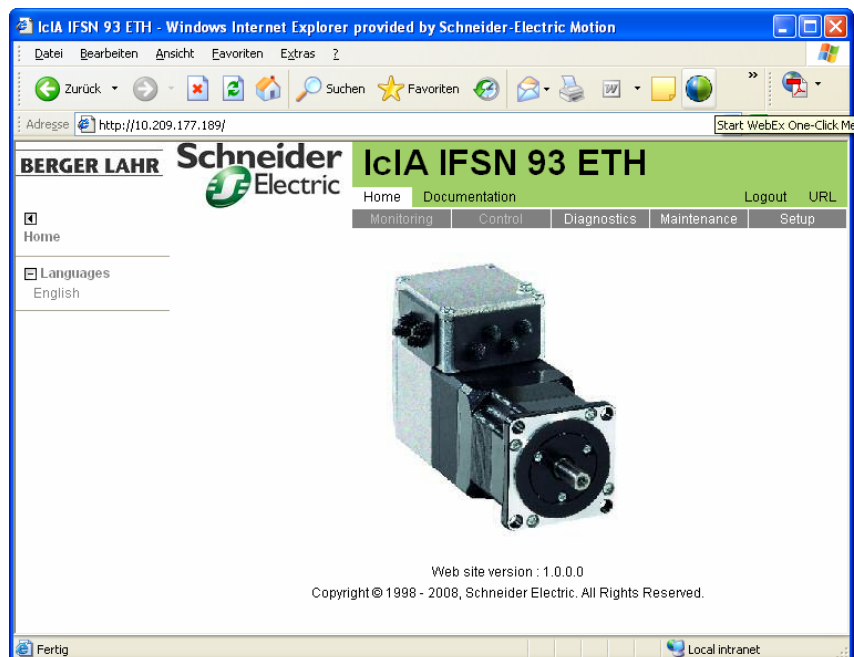 IclA IFSN 93 ETH - Windows Internet Explorer provided by Schneider-Electric Motion
Datei Bearbeiten Ansicht Favoriten Extras ?
Zurück Suchen Favoriten »
Adresse http://10.209.177.189/
Start WebEx One-Click Me
BERGER LAHR
Schneider
Electric
IclA IFSN 93 ETH
Home Documentation Logout URL
Monitoring Control Diagnostics Maintenance Setup
Home
Languages
English
Web site version : 1.0.0.0
Copyright © 1998 - 2008, Schneider Electric. All Rights Reserved.
Fertig Local intranet